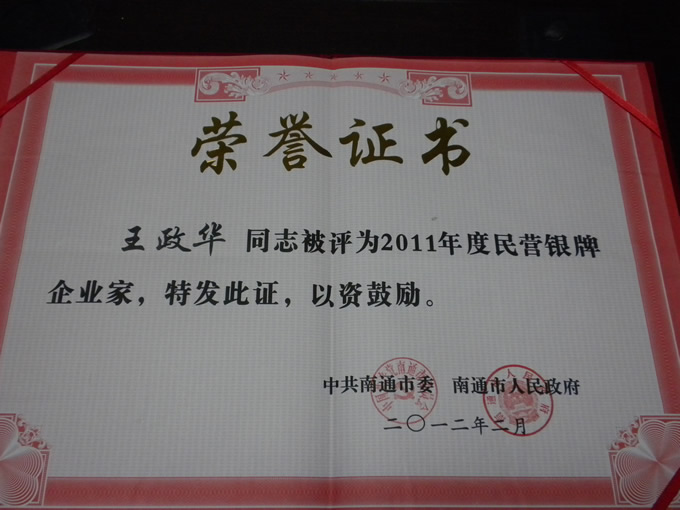 荣誉证书
王政华 同志被评为2011年度民营银牌
企业家，特发此证，以资鼓励。
中共南通市委 南通市人民政府
二〇一二年二月